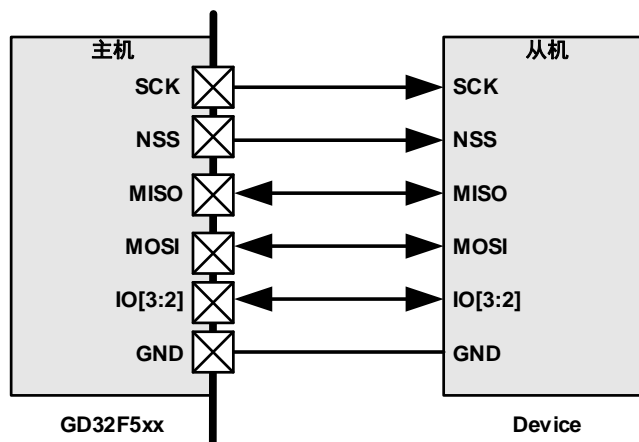 主机 从机
SCK SCK
NSS NSS
MISO MISO
MOSI MOSI
IO[3:2] IO[3:2]
GND GND
GD32F5xx Device